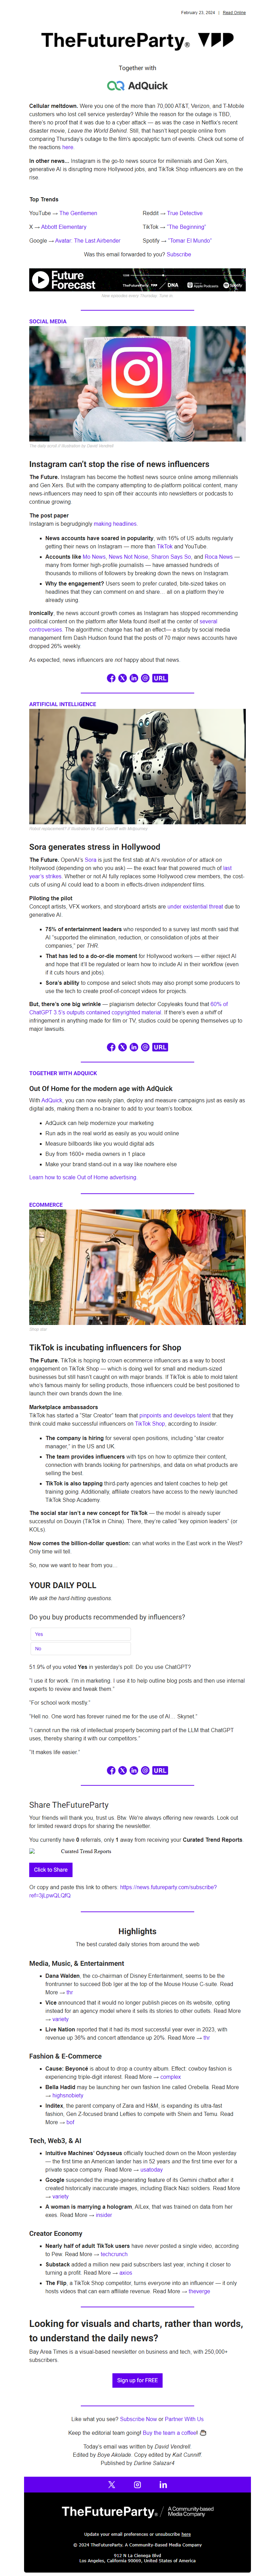 February 23, 2024 | Read Online
TheFutureParty®
Together with
AdQuick
Cellular meltdown. Were you one of the more than 70,000 AT&T, Verizon, and T-Mobile
customers who lost cell service yesterday? While the reason for the outage is TBD,
there's no proof that it was due to a cyber attack — as was the case in Netflix's recent
disaster movie, Leave the World Behind. Still, that hasn't kept people online from
comparing Thursday's outage to the film's apocalyptic turn of events. Check out some of
the reactions here.
In other news... Instagram is the go-to news source for millennials and Gen Xers,
generative AI is disrupting more Hollywood jobs, and TikTok Shop influencers are on the
rise.
Top Trends
YouTube → The Gentlemen
Reddit → True Detective
X → Abbott Elementary
TikTok → "The Beginning"
Google → Avatar: The Last Airbender
Spotify → "Tomar El Mundo"
Was this email forwarded to you? Subscribe
Future
Forecast
New episodes every Thursday. Tune in
SOCIAL MEDIA
The daily scroll // Illustration by David Vendrell
Instagram can't stop the rise of news influencers
The Future. Instagram has become the hottest news source online among millennials
and Gen Xers. But with the company attempting to de-platform political content, many
news-influencers may need to spin off their accounts into newsletters or podcasts to
continue growing.
The post paper
Instagram is begrudgingly making headlines.
• News accounts have soared in popularity, with 16% of US adults regularly
getting their news on Instagram — more than TikTok and YouTube.
• Accounts like Mo News, News Not Noise, Sharon Says So, and Roca News —
many from former high-profile journalists — have amassed hundreds of
thousands to millions of followers by breaking down the news on Instagram.
• Why the engagement? Users seem to prefer curated, bite-sized takes on
headlines that they can comment on and share… all on a platform they're
already using.
Ironically, the news account growth comes as Instagram has stopped recommending
political content on the platform after Meta found itself at the center of several
controversies. The algorithmic change has had an effect— a study by social media
management firm Dash Hudson found that the posts of 70 major news accounts have
dropped 26% weekly.
As expected, news influencers are not happy about that news.
URL
ARTIFICIAL INTELLIGENCE
Robot replacement? // Illustration by Kait Cunniff with Midjourney
Sora generates stress in Hollywood
The Future. OpenAI's Sora is just the first stab at AI's revolution of or attack on
Hollywood (depending on who you ask) — the exact fear that powered much of last
year's strikes. Whether or not AI fully replaces some Hollywood crew members, the cost-
cuts of using AI could lead to a boom in effects-driven independent films.
Piloting the pilot
Concept artists, VFX workers, and storyboard artists are under existential threat due to
generative AI.
• 75% of entertainment leaders who responded to a survey last month said that
AI "supported the elimination, reduction, or consolidation of jobs at their
companies," per THR.
• That has led to a do-or-die moment for Hollywood workers — either reject AI
and hope that it's be regulated or learn how to include AI in their workflow (even
if it cuts hours and jobs).
• Sora's ability to compose and select shots may also prompt some producers to
use the tech to create proof-of-concept videos for projects.
But, there's one big wrinkle — plagiarism detector Copyleaks found that 60% of
ChatGPT 3.5's outputs contained copyrighted material. If there's even a whiff of
infringement in anything made for film or TV, studios could be opening themselves up to
major lawsuits.
URL
TOGETHER WITH ADQUICK
Out Of Home for the modern age with AdQuick
With AdQuick, you can now easily plan, deploy and measure campaigns just as easily as
digital ads, making them a no-brainer to add to your team's toolbox.
• AdQuick can help modernize your marketing
• Run ads in the real world as easily as you would online
• Measure billboards like you would digital ads
• Buy from 1600+ media owners in 1 place
• Make your brand stand-out in a way like nowhere else
Learn how to scale Out of Home advertising.
ECOMMERCE
TikTok is incubating influencers for Shop
The Future. TikTok is hoping to crown ecommerce influencers as a way to boost
engagement on TikTok Shop — which could help both creators and medium-sized
businesses but still isn't catching on with major brands. If TikTok is able to find talent
who's already familiar to mainstream buyers, those influencers could be best positioned to
launch their own brands down the line.
Marketplace ambassadors
TikTok has started a "Star Creator" team that pinpoints and develops talent that they
think could make successful influencers on TikTok Shop, according to Insider.
• The company is hiring for several open positions, including "star creator
manager," in the US and UK.
• The team provides influencers with tips on how to optimize their content,
connection with brands looking for partnerships, and data on what products are
selling the best.
• TikTok is also tapping third party agencies and talent coaches to help get
training going. Additionally, affiliate creators have access to the newly launched
TikTok Shop Academy.
The social star isn't a new concept for TikTok — the model is already super
successful on Douyin (TikTok in China). There, they're called "key opinion leaders" (or
KOLs).
Now comes the billion-dollar question: can what works in the East work in the West?
Only time will tell.
So, now we want to hear from you…
YOUR DAILY POLL
We ask the hard-hitting questions.
Do you buy products recommended by influencers?
Yes
No
51.9% of you voted Yes in yesterday's poll: Do you use ChatGPT?
"I use it for work. I'm in marketing. I use it to help outline blog posts and then use internal
experts to review and tweak them."
"For school work mostly."
"Hell no. One word has forever ruined me for the use of AI… Skynet."
"I cannot run the risk of intellectual property becoming part of the LLM that ChatGPT
uses, thereby sharing it with our competitors."
"It makes life easier."
URL
Share TheFutureParty
Your friends will thank you, trust us. Btw. We're always offering new rewards. Look out
for limited reward drops for sharing the newsletter.
You currently have 0 referrals, only 1 away from receiving your Curated Trend Reports.
Curated Trend Reports
Click to Share
Or copy and paste this link to others: https://news.futureparty.com/subscribe?
ref=3jLpwQLQfQ
Highlights
The best curated daily stories from around the web
Media, Music, & Entertainment
• Dana Walden, the co-chairman of Disney Entertainment, seems to be the
frontrunner to succeed Bob Iger at the top of the Mouse House C-suite. Read
More → thr
• Vice announced that it would no longer publish pieces on its website, opting
instead for an agency model where it sells its stories to other outlets. Read More
→ variety
• Live Nation reported that it had its most successful year ever in 2023, with
revenue up 36% and concert attendance up 20%. Read More → thr
Fashion & E-Commerce
• Cause: Beyoncé is about to drop a country album. Effect: cowboy fashion is
experiencing triple-digit interest. Read More → complex
• Bella Hadid may be launching her own fashion line called Orebella. Read More
→ highsnobiety
• Inditex, the parent company of Zara and H&M, is expanding its ultra-fast
fashion, Gen Z-focused brand Lefties to compete with Shein and Temu. Read
More → bof
Tech, Web3, & AI
• Intuitive Machines' Odysseus officially touched down on the Moon yesterday
— the first time an American lander has in 52 years and the first time ever for a
private space company. Read More → usatoday
• Google suspended the image-generating feature of its Gemini chatbot after it
created historically inaccurate images, including Black Nazi soldiers. Read More
→ variety
• A woman is marrying a hologram, AILex, that was trained on data from her
exes. Read More → insider
Creator Economy
• Nearly half of adult TikTok users have never posted a single video, according
to Pew. Read More → techcrunch
• Substack added a million new paid subscribers last year, inching it closer to
turning a profit. Read More → axios
• The Flip, a TikTok Shop competitor, turns everyone into an influencer — it only
hosts videos that can earn affiliate revenue. Read More → theverge
Looking for visuals and charts, rather than words,
to understand the daily news?
Bay Area Times is a visual-based newsletter on business and tech, with 250,000+
subscribers.
Sign up for FREE
Like what you see? Subscribe Now or Partner With Us
Keep the editorial team going! Buy the team a coffee!
Today's email was written by David Vendrell.
Edited by Boye Akolade. Copy edited by Kait Cunniff.
Published by Darline Salazar4
TheFutureParty.®
A Community-based
Media Company
Update your email preferences or unsubscribe here
© 2024 TheFutureParty. A Community-Based Media Company
912 N La Cienega Blvd
Los Angeles, California 90069, United States of America